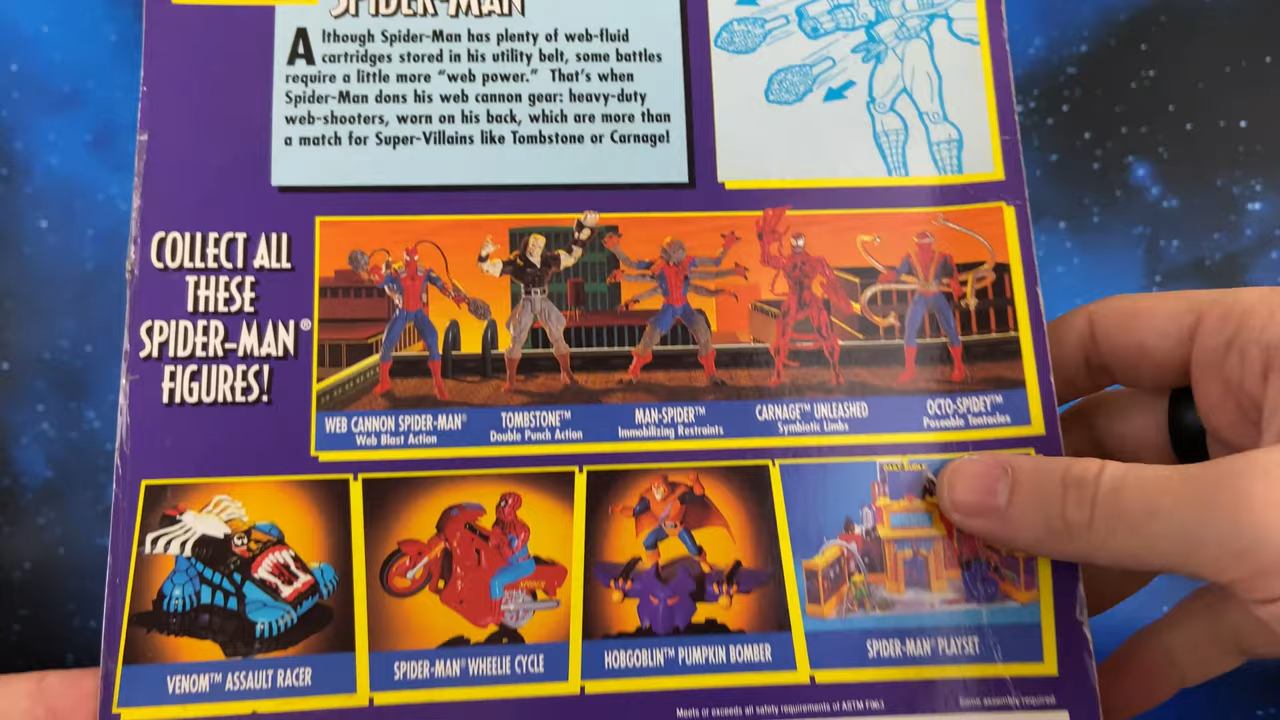 SPIDER-MAN
Although Spider-Man has plenty of web-fluid
cartridges stored in his utility belt, some battles
require a little more “web power.” That's when
Spider-Man dons his web cannon gear: heavy-duty
web-shooters, worn on his back, which are more than
a match for Super-Villains like Tombstone or Carnage!
COLLECT ALL
THESE
SPIDER-MAN®
FIGURES!
WEB CANNON SPIDER-MAN®
Web Blast Action
TOMBSTONE™
Double Punch Action
MAN-SPIDER™
Immobilizing Restraints
CARNAGE™ UNLEASHED
Symbiotic Limbs
OCTO-SPIDEY™
Poseable Tentacles
DAILY BUGLE
VENOM™ ASSAULT RACER
SPIDER-MAN® WHEELIE CYCLE
HOBGOBLIN™ PUMPKIN BOMBER
SPIDER-MAN® PLAYSET
Meets or exceeds all safety requirements of ASTM F963.
Some assembly required.